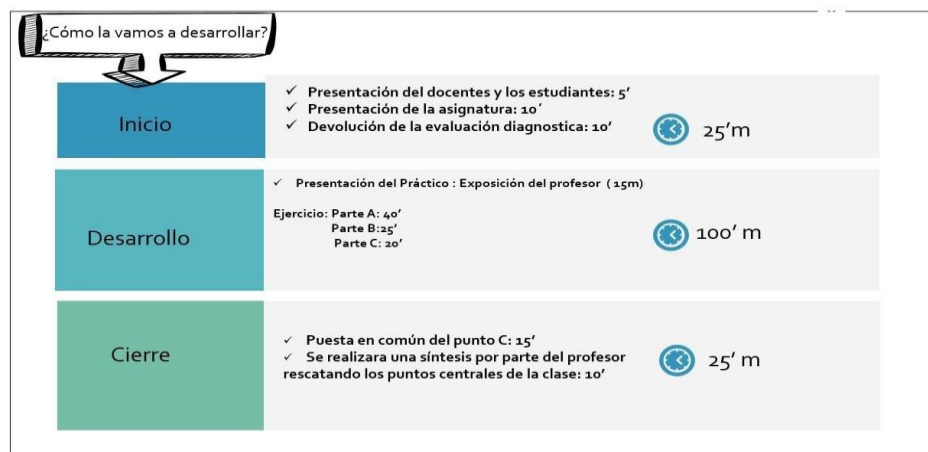 ¿Cómo la vamos a desarrollar?
Inicio
✓ Presentación del docentes y los estudiantes: 5’
✓ Presentación de la asignatura: 10´
✓ Devolución de la evaluación diagnostica: 10’
25’m
Desarrollo
✓ Presentación del Práctico : Exposición del profesor ( 15m)
Ejercicio: Parte A: 40’
Parte B:25’
Parte C: 20’
100’ m
Cierre
✓ Puesta en común del punto C: 15’
✓ Se realizara una síntesis por parte del profesor
rescatando los puntos centrales de la clase: 10’
25’ m